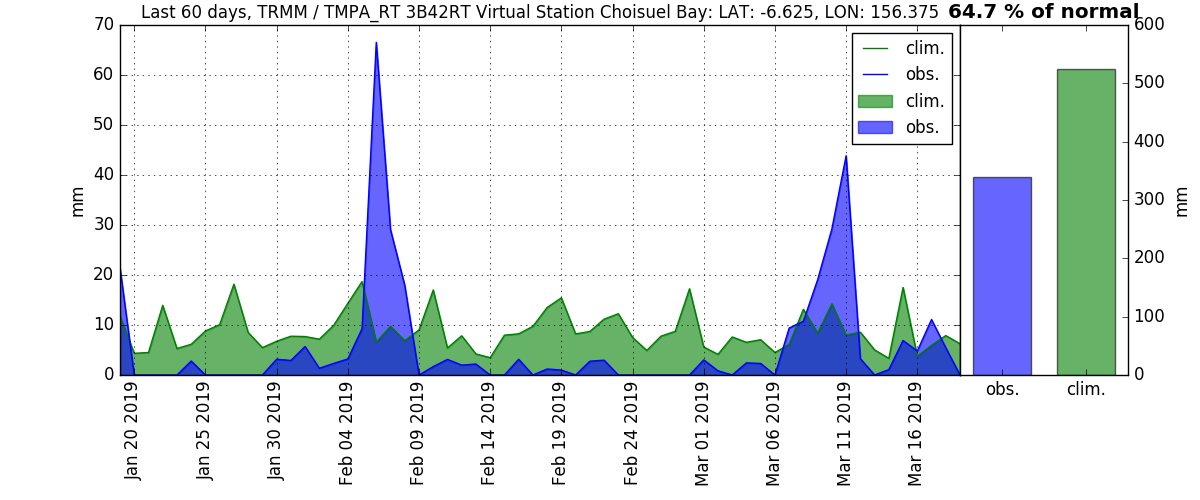 Last 60 days, TRMM / TMPA_RT 3B42RT Virtual Station Choisuel Bay: LAT: -6.625, LON: 156.375 64.7 % of normal
70
60
50
40
30
20
10
0
mm
clim.
obs.
clim.
obs.
600
500
400
300
200
100
0
mm
Jan 20 2019
Jan 25 2019
Jan 30 2019
Feb 04 2019
Feb 09 2019
Feb 14 2019
Feb 19 2019
Feb 24 2019
Mar 01 2019
Mar 06 2019
Mar 11 2019
Mar 16 2019
obs.
clim.